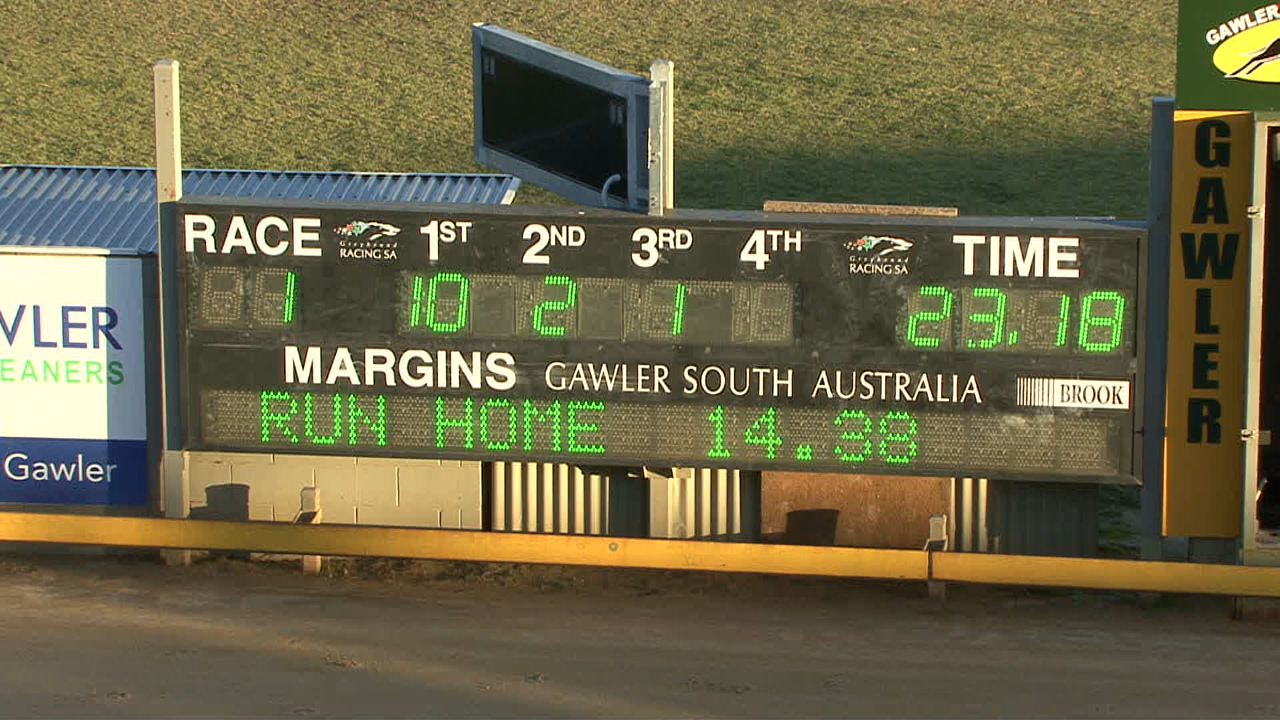 GAWLER
GAWLER
RACE Greyhound RACING SA 1ST 2ND 3RD 4TH Greyhound RACING SA TIME
1 10 2 1 23.18
MARGINS GAWLER SOUTH AUSTRALIA BROOK
RUN HOME 14.38
VLER
EANERS
Gawler